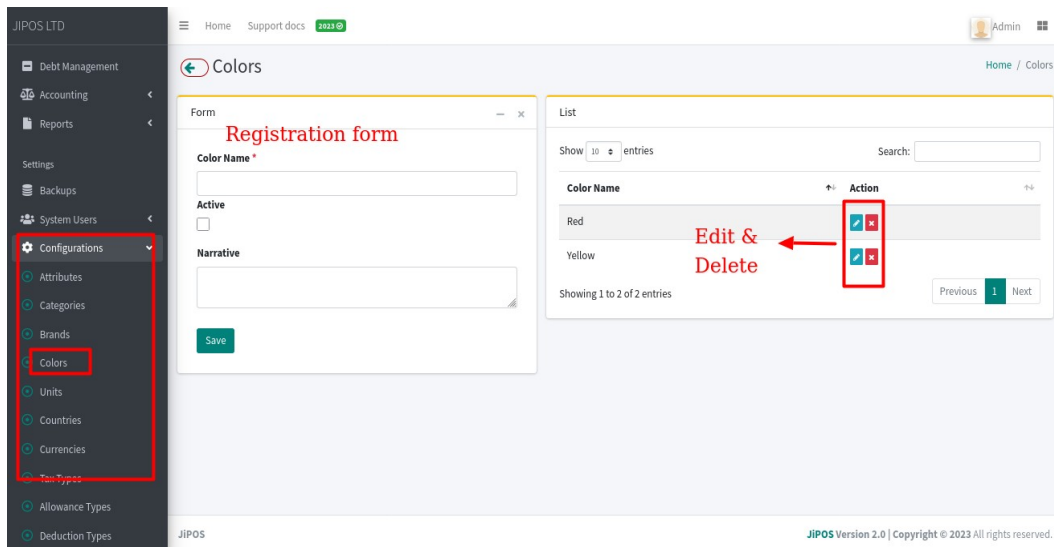 JIPOS LTD
Home Support docs 2023
Admin
Debt Management
Accounting
Reports
Settings
Backups
System Users
Configurations
Attributes
Categories
Brands
Colors
Units
Countries
Currencies
Tax Types
Allowance Types
Deduction Types
Colors
Home / Colors
Form
Registration form
Color Name *
Active
Narrative
Save
List
Show 10 entries
Search:
Color Name Action
Red
Yellow
Edit &
Delete
Showing 1 to 2 of 2 entries
Previous 1 Next
JiPOS
JiPOS Version 2.0 | Copyright © 2023 All rights reserved.